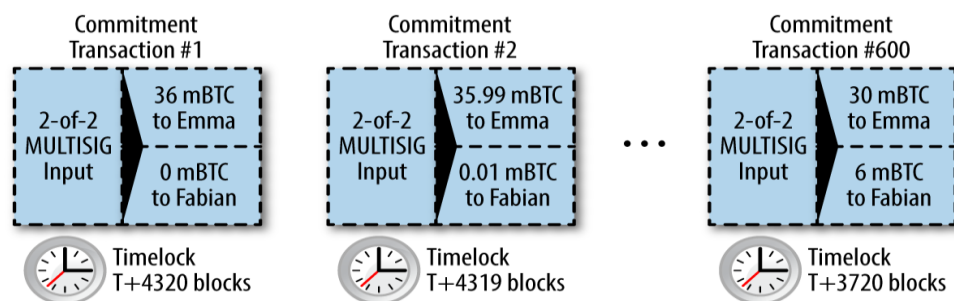 Commitment
Transaction #1
2-of-2
MULTISIG
Input
36 mBTC
to Emma
0 mBTC
to Fabian
Timelock
T+4320 blocks
Commitment
Transaction #2
2-of-2
MULTISIG
Input
35.99 mBTC
to Emma
0.01 mBTC
to Fabian
Timelock
T+4319 blocks
• • •
Commitment
Transaction #600
2-of-2
MULTISIG
Input
30 mBTC
to Emma
6 mBTC
to Fabian
Timelock
T+3720 blocks